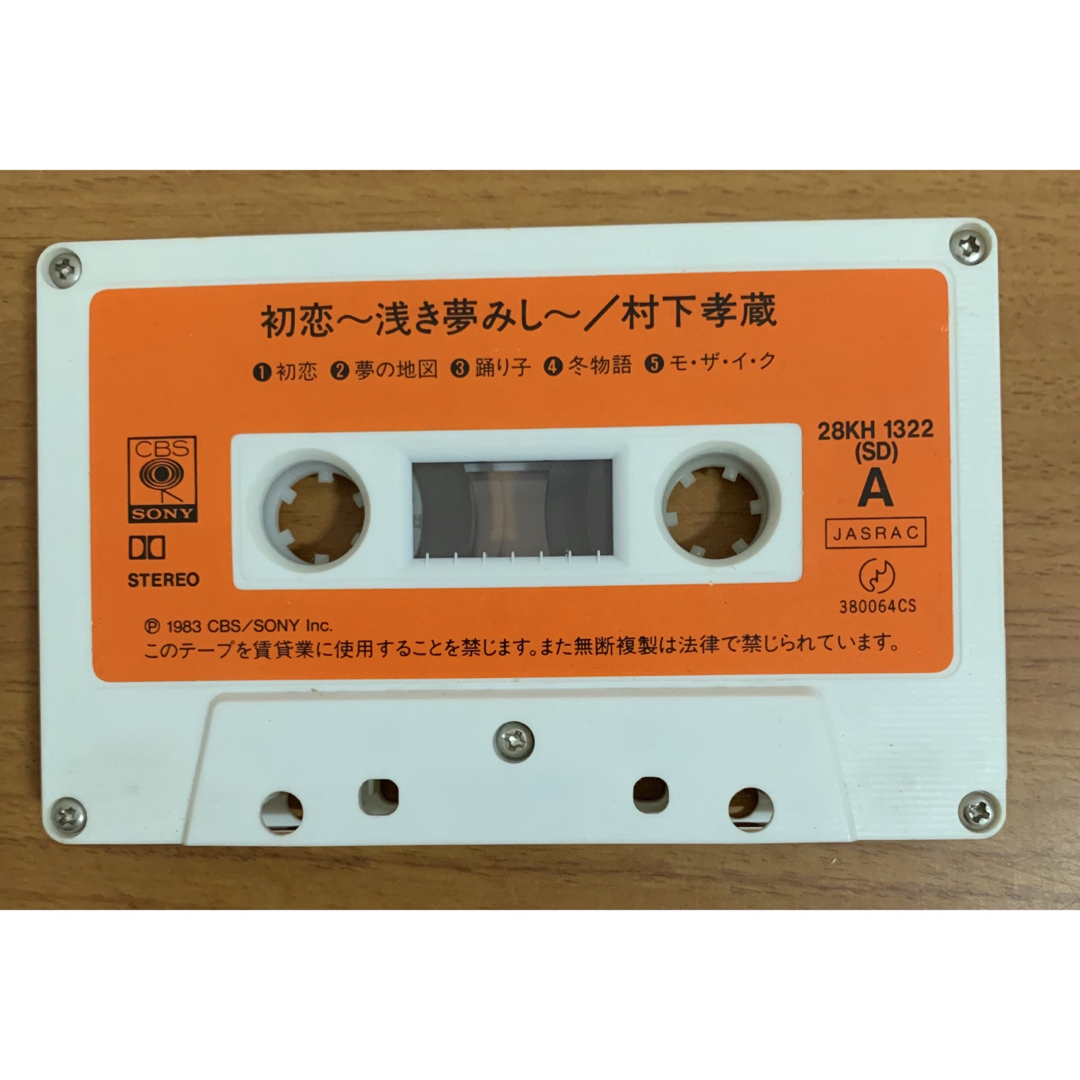 初恋〜浅き夢みし〜／村下孝蔵
❶初恋 ❷夢の地図 ❸踊り子 ❹冬物語 ❺モ・ザ・イ・ク
CBS
SONY
STEREO
28KH 1322
(SD)
A
JASRAC
380064CS
Ⓟ 1983 CBS／SONY Inc.
このテープを賃貸業に使用することを禁じます。また無断複製は法律で禁じられています。